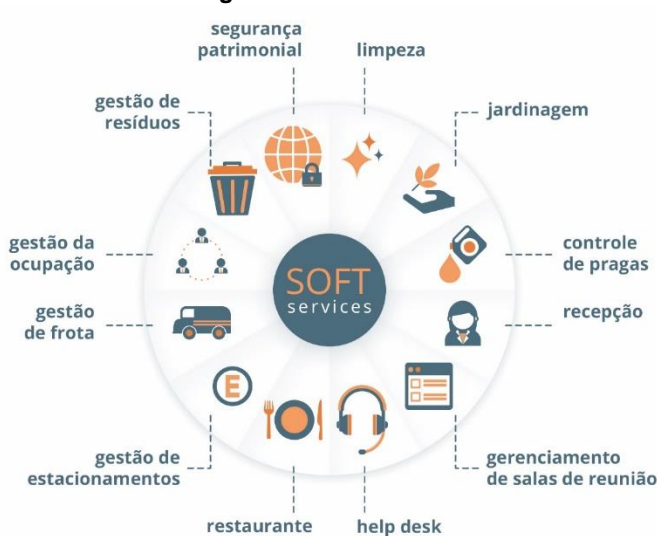 segurança
patrimonial
limpeza
gestão de
resíduos
jardinagem
gestão da
ocupação
controle
de pragas
SOFT
services
gestão
de frota
recepção
E
gestão de
estacionamentos
gerenciamento
de salas de reunião
restaurante
help desk